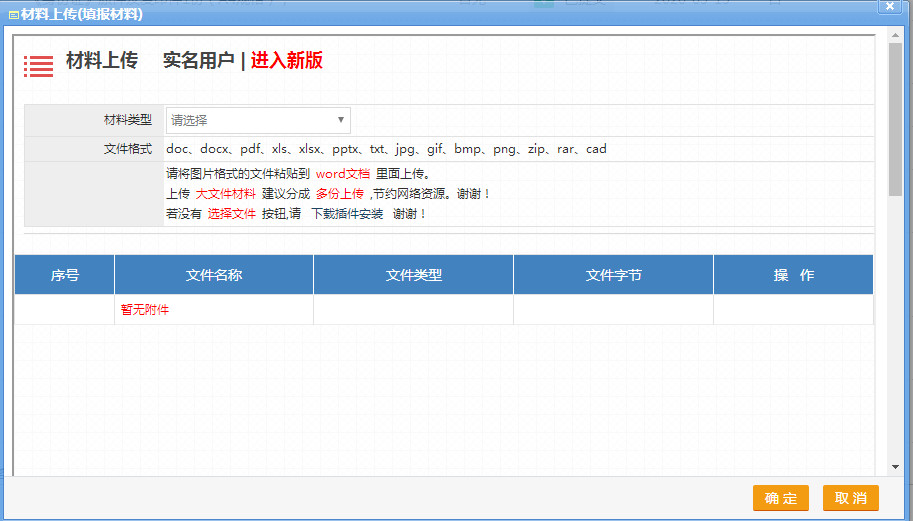 材料上传(填报材料)
材料上传 实名用户 | 进入新版
材料类型 请选择
文件格式 doc、docx、pdf、xls、xlsx、pptx、txt、jpg、gif、bmp、png、zip、rar、cad
请将图片格式的文件粘贴到 word文档 里面上传。
上传 大文件材料 建议分成 多份上传 ,节约网络资源。谢谢！
若没有 选择文件 按钮,请 下载插件安装 谢谢！
序号 文件名称 文件类型 文件字节 操 作
暂无附件
确 定 取 消